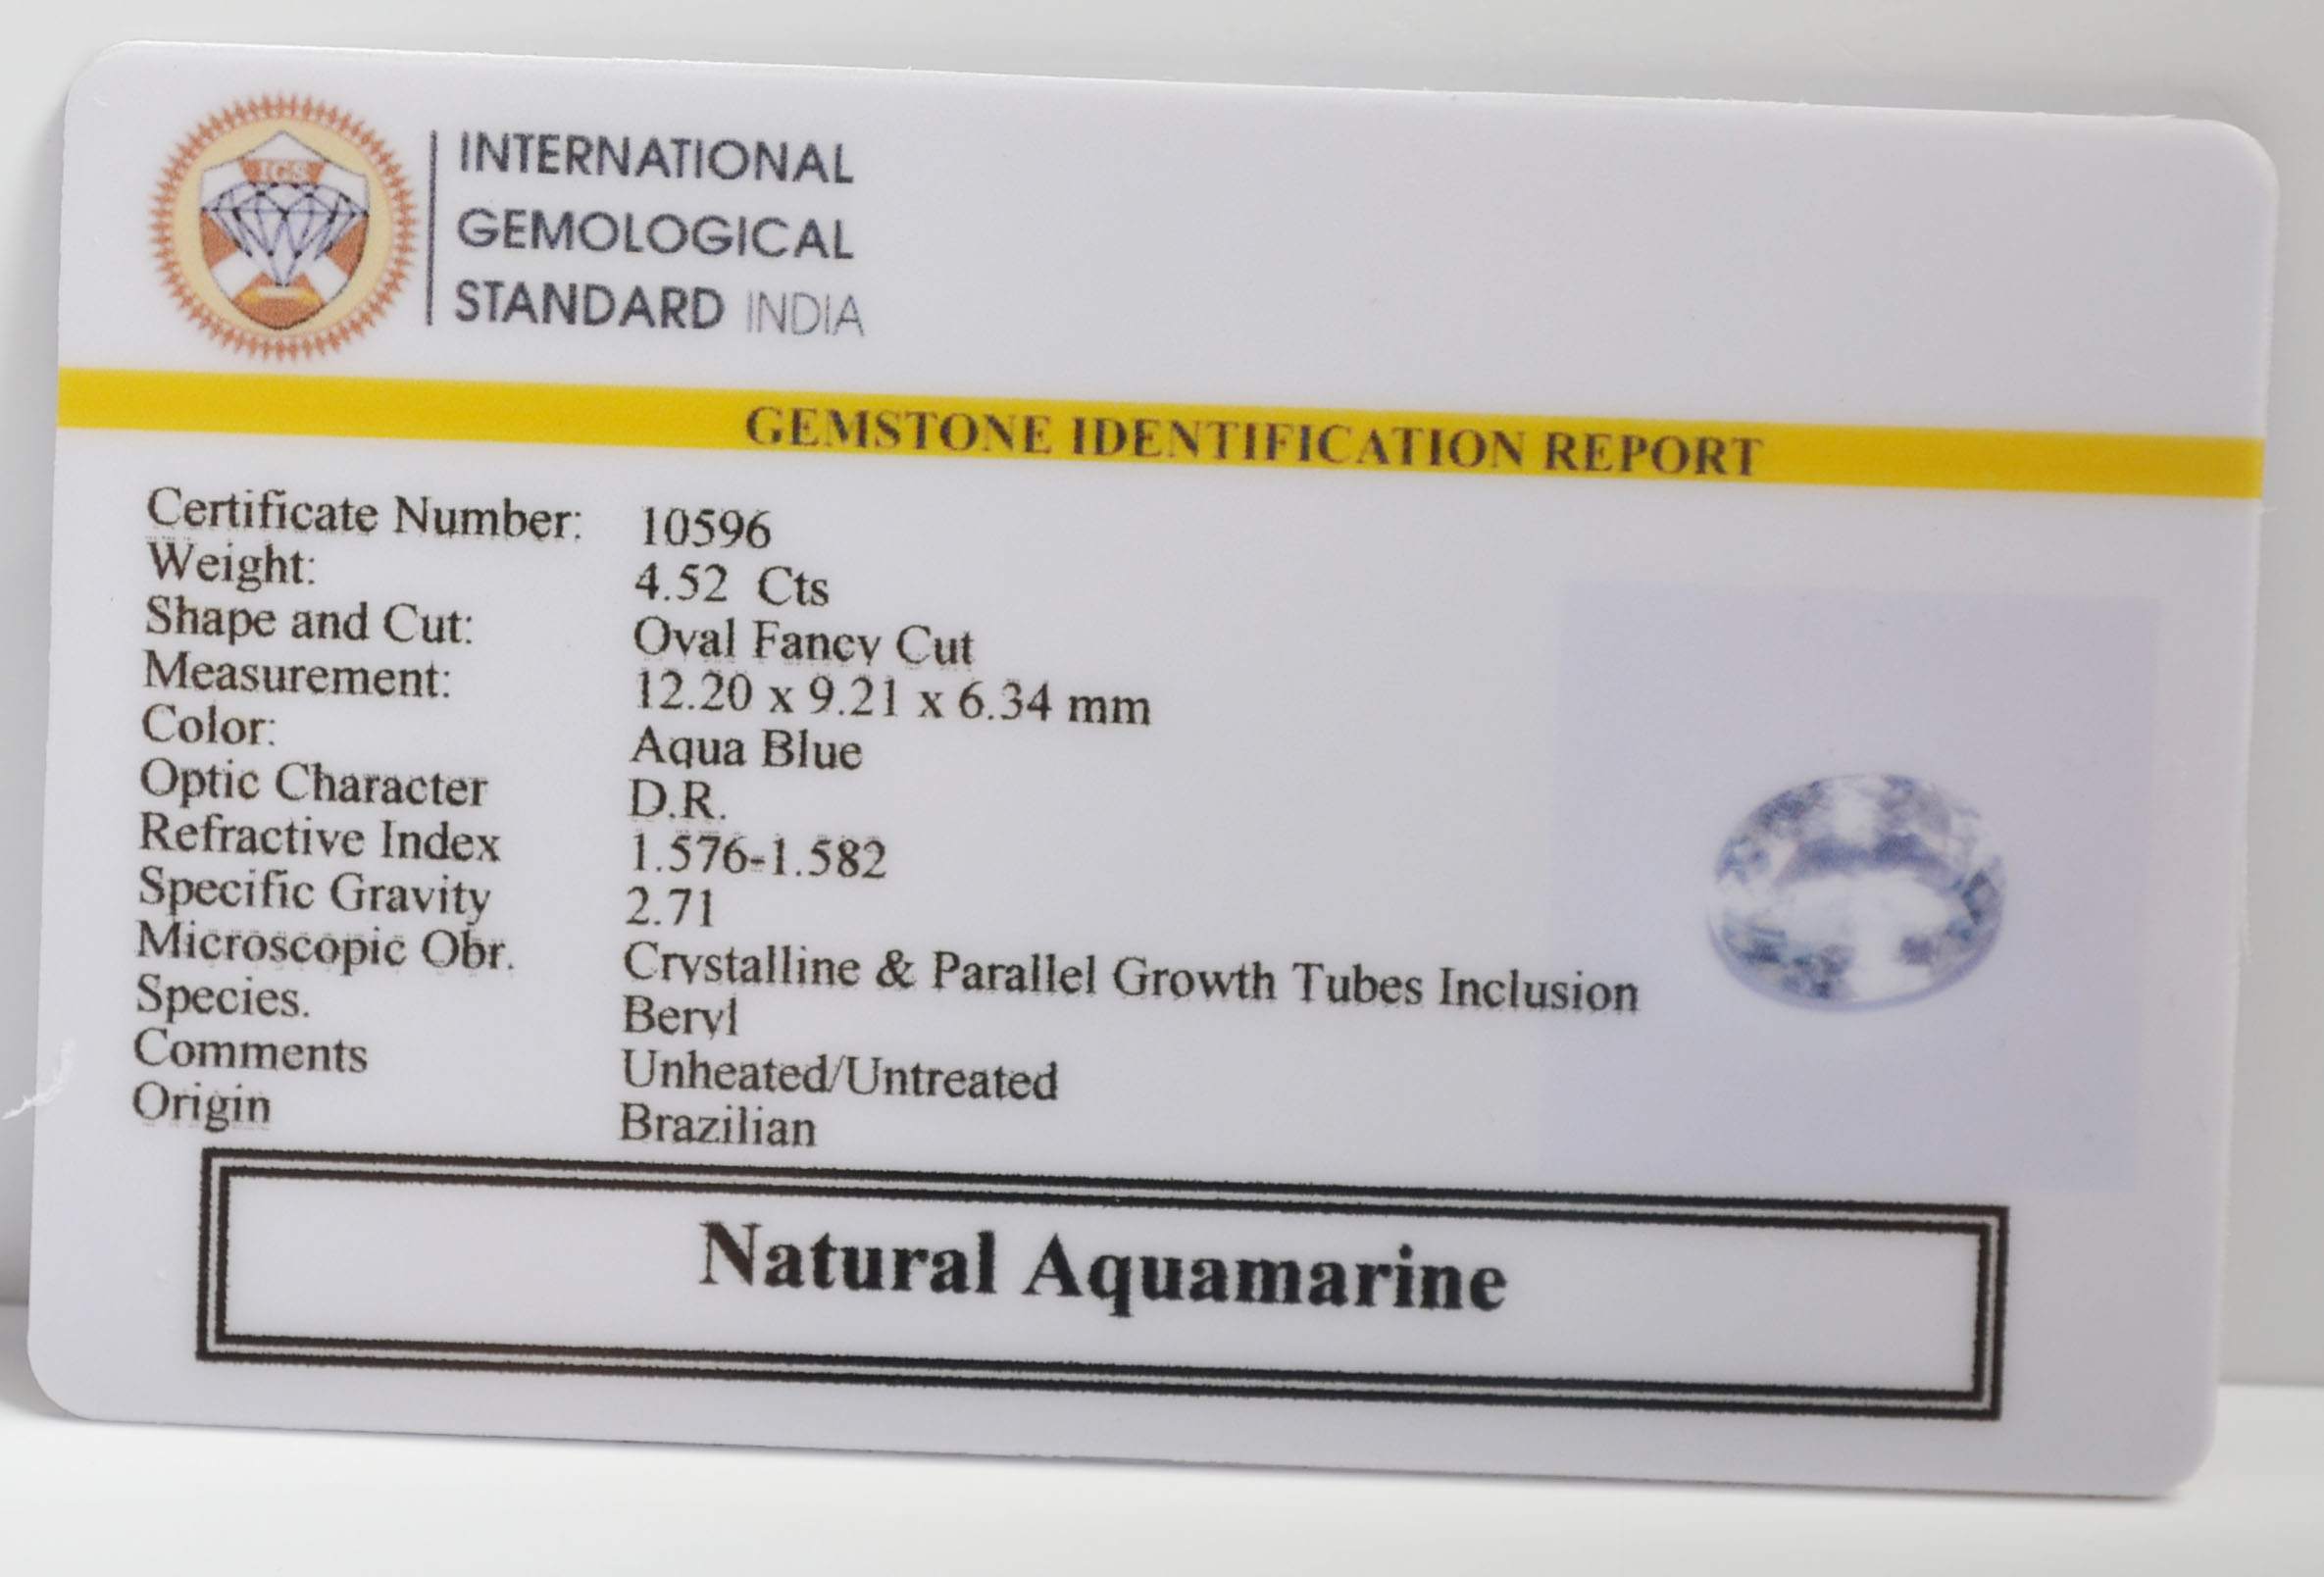 IGS
INTERNATIONAL
GEMOLOGICAL
STANDARD INDIA
GEMSTONE IDENTIFICATION REPORT
Certificate Number: 10596
Weight: 4.52 Cts
Shape and Cut: Oval Fancy Cut
Measurement: 12.20 x 9.21 x 6.34 mm
Color: Aqua Blue
Optic Character D.R.
Refractive Index 1.576-1.582
Specific Gravity 2.71
Microscopic Obr. Crystalline & Parallel Growth Tubes Inclusion
Species. Beryl
Comments Unheated/Untreated
Origin Brazilian
Natural Aquamarine